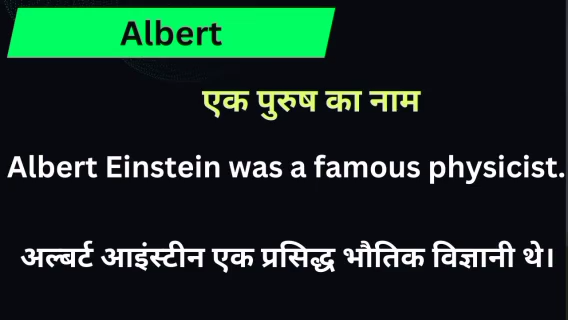 Albert
एक पुरुष का नाम
Albert Einstein was a famous physicist.
अल्बर्ट आइंस्टीन एक प्रसिद्ध भौतिक विज्ञानी थे।